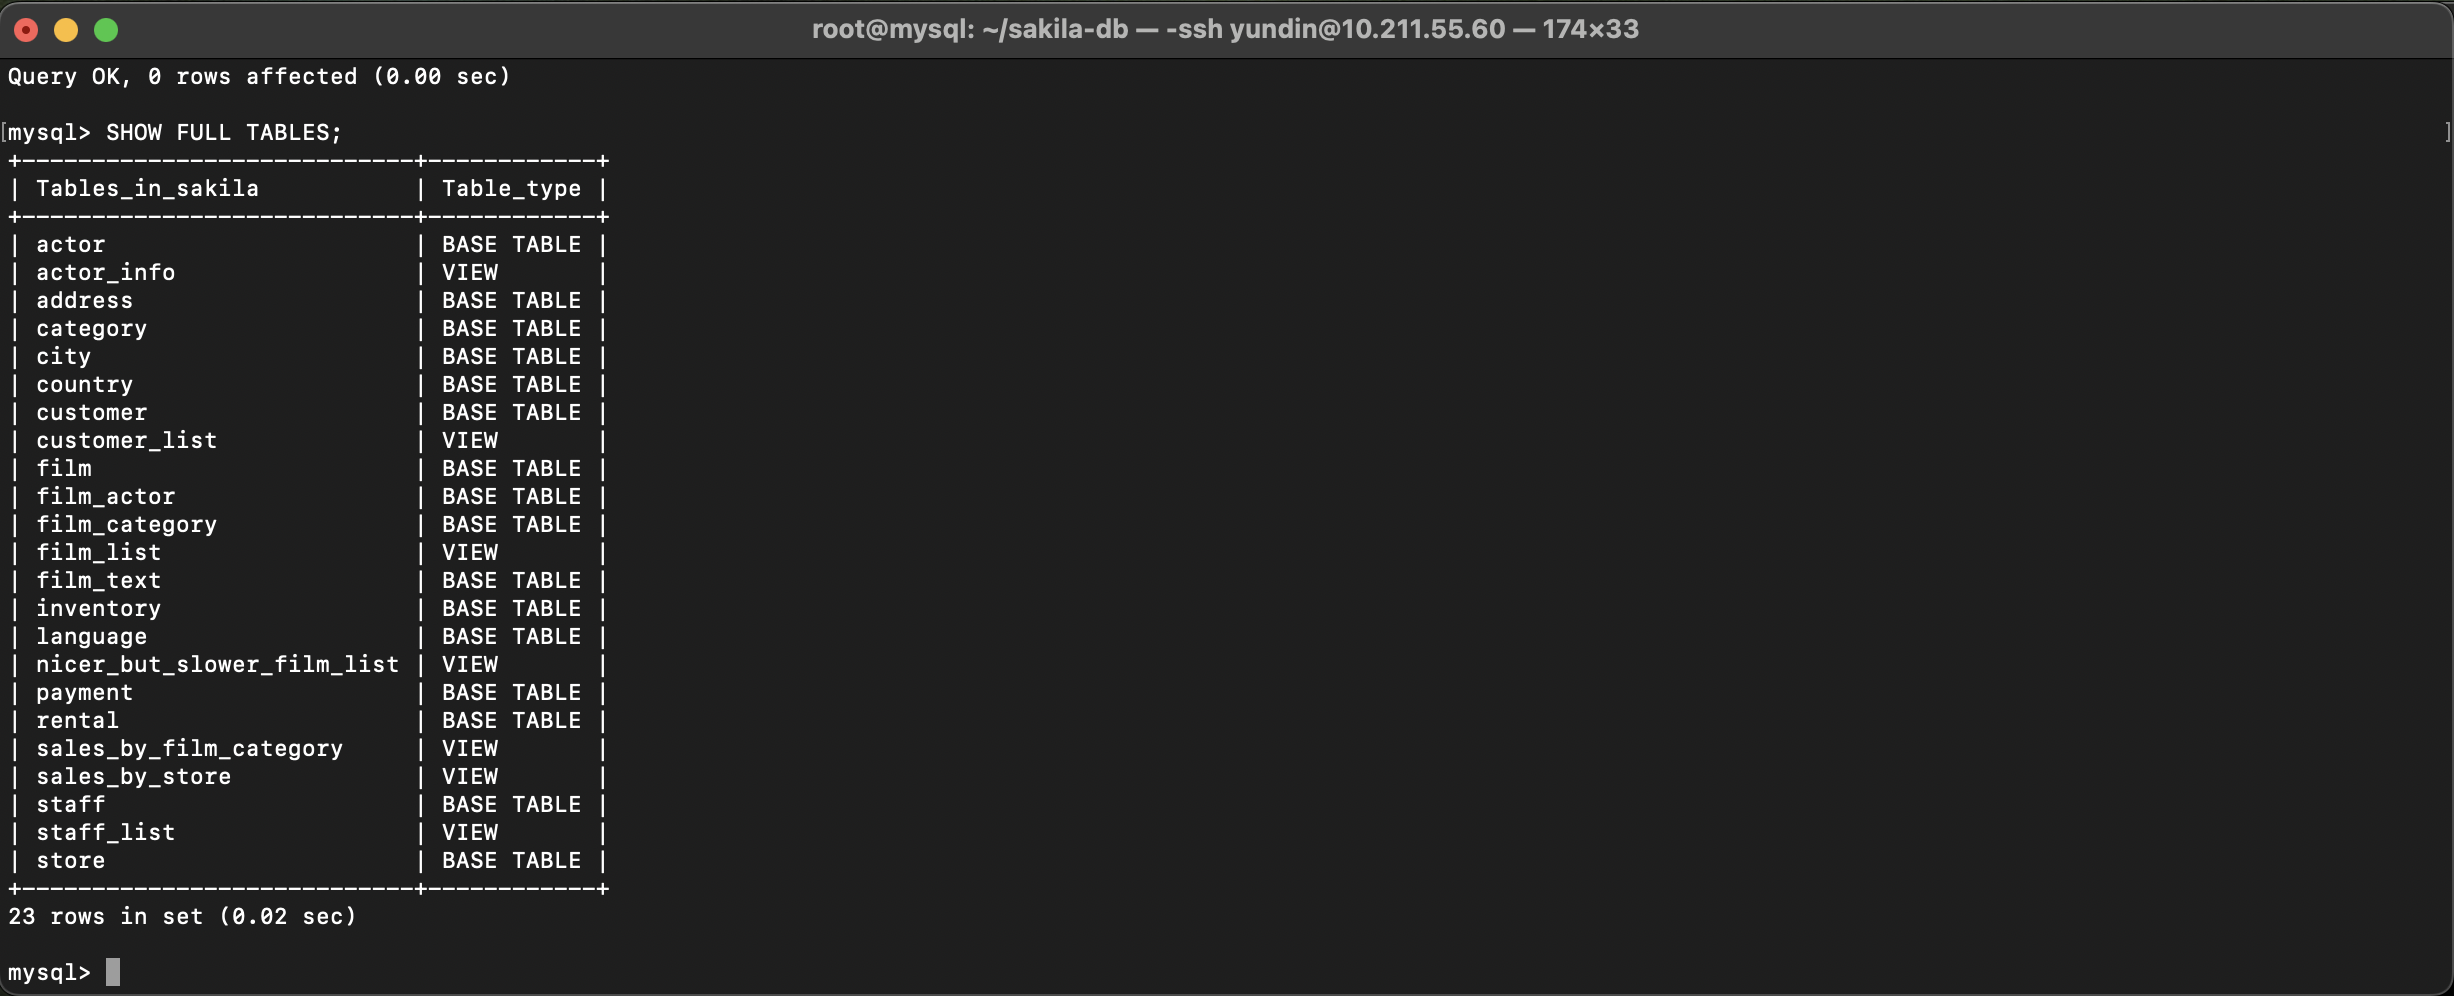 root@mysql: ~/sakila-db — -ssh yundin@10.211.55.60 — 174×33
Query OK, 0 rows affected (0.00 sec)
[mysql> SHOW FULL TABLES; ]
+----------------------------+------------+
| Tables_in_sakila           | Table_type |
+----------------------------+------------+
| actor                      | BASE TABLE |
| actor_info                 | VIEW       |
| address                    | BASE TABLE |
| category                   | BASE TABLE |
| city                       | BASE TABLE |
| country                    | BASE TABLE |
| customer                   | BASE TABLE |
| customer_list              | VIEW       |
| film                       | BASE TABLE |
| film_actor                 | BASE TABLE |
| film_category              | BASE TABLE |
| film_list                  | VIEW       |
| film_text                  | BASE TABLE |
| inventory                  | BASE TABLE |
| language                   | BASE TABLE |
| nicer_but_slower_film_list | VIEW       |
| payment                    | BASE TABLE |
| rental                     | BASE TABLE |
| sales_by_film_category     | VIEW       |
| sales_by_store             | VIEW       |
| staff                      | BASE TABLE |
| staff_list                 | VIEW       |
| store                      | BASE TABLE |
+----------------------------+------------+
23 rows in set (0.02 sec)
mysql>